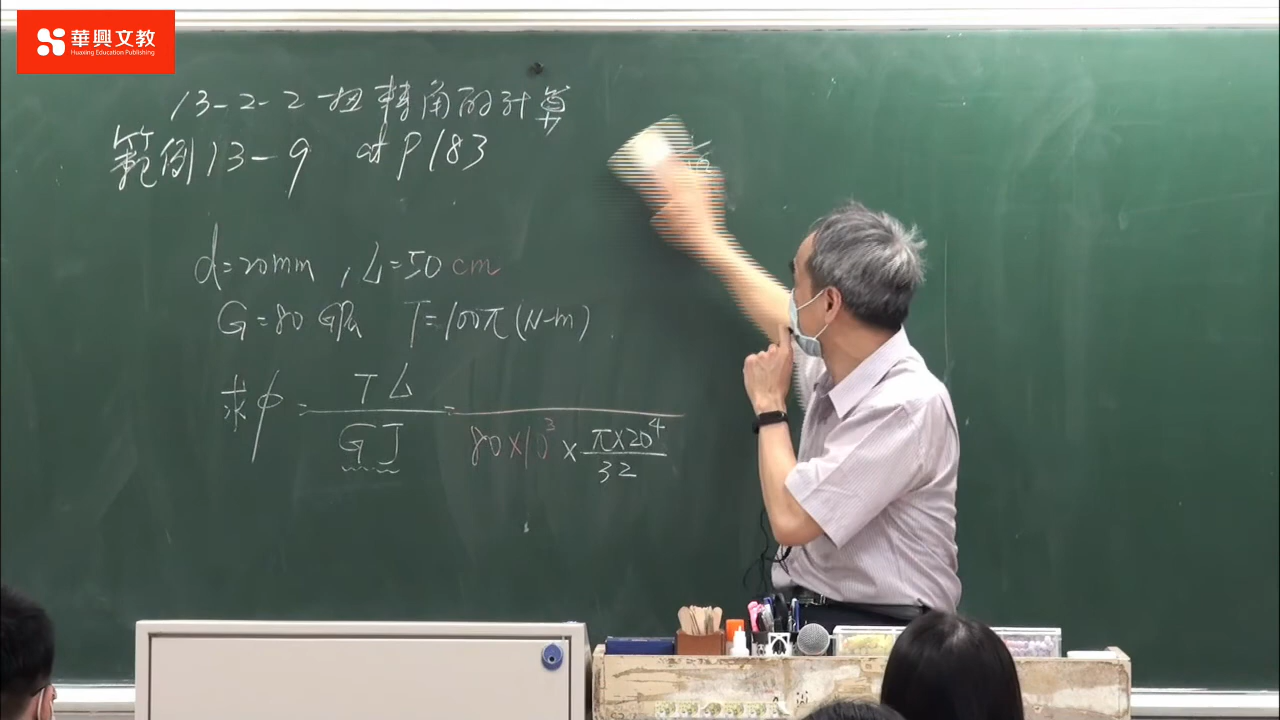 華興文教
Huaxing Education Publishing
13-2-2 扭轉角的計算
範例13-9 at P183
d=20mm , L=50 cm
G=80 GPa T=100π(N-m)
求φ = TL / GJ = / 80×10³ × π×20⁴ / 32